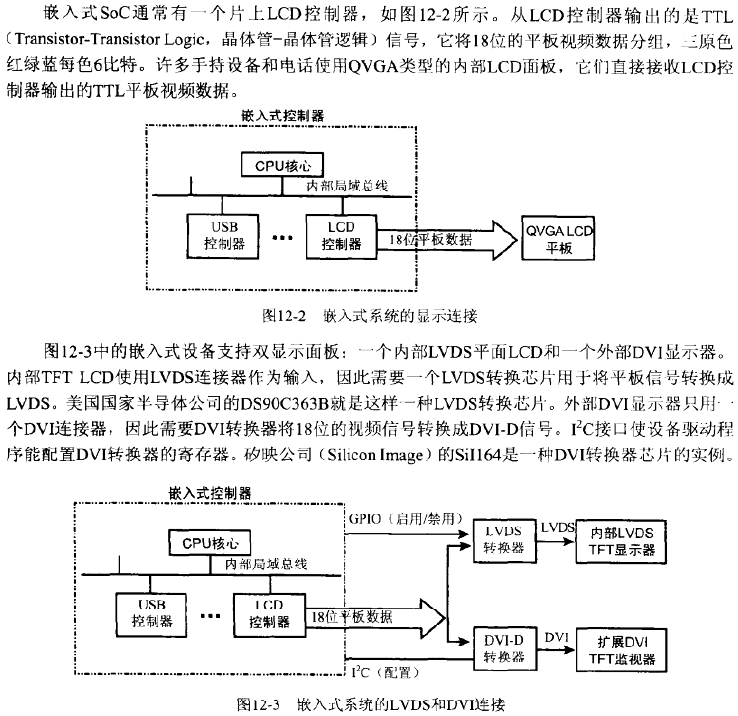 嵌入式SoC通常有一个片上LCD控制器，如图12-2所示。从LCD控制器输出的是TTL
（Transistor-Transistor Logic，晶体管-晶体管逻辑）信号，它将18位的平板视频数据分组，三原色
红绿蓝每色6比特。许多手持设备和电话使用QVGA类型的内部LCD面板，它们直接接收LCD控
制器输出的TTL平板视频数据。
嵌入式控制器
CPU核心
内部局域总线
USB
控制器
•••
LCD
控制器
18位平板数据
QVGA LCD
平板
图12-2 嵌入式系统的显示连接
图12-3中的嵌入式设备支持双显示面板：一个内部LVDS平面LCD和一个外部DVI显示器。
内部TFT LCD使用LVDS连接器作为输入，因此需要一个LVDS转换芯片用于将平板信号转换成
LVDS。美国国家半导体公司的DS90C363B就是这样一种LVDS转换芯片。外部DVI显示器只用一
个DVI连接器，因此需要DVI转换器将18位的视频信号转换成DVI-D信号。I²C接口使设备驱动程
序能配置DVI转换器的寄存器。矽映公司（Silicon Image）的SiI164是一种DVI转换器芯片的实例。
嵌入式控制器
GPIO（启用/禁用）
CPU核心
内部局域总线
USB
控制器
•••
LCD
控制器
18位平板数据
LVDS
转换器
LVDS
内部LVDS
TFT显示器
DVI-D
转换器
DVI
扩展DVI
TFT监视器
I²C（配置）
图12-3 嵌入式系统的LVDS和DVI连接